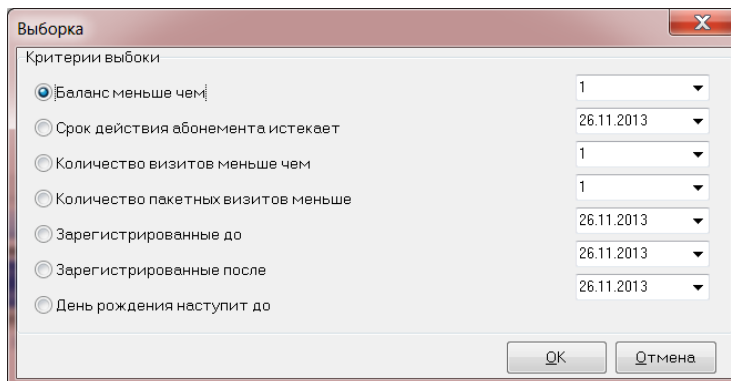 Выборка
Критерии выбоки
Баланс меньше чем 1
Срок действия абонемента истекает 26.11.2013
Количество визитов меньше чем 1
Количество пакетных визитов меньше 1
Зарегистрированные до 26.11.2013
Зарегистрированные после 26.11.2013
День рождения наступит до 26.11.2013
OK Отмена